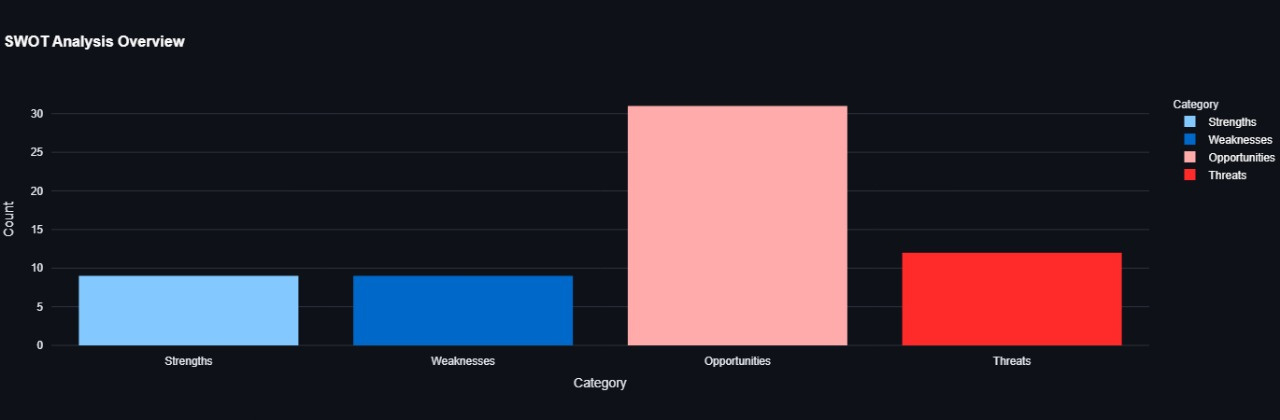 SWOT Analysis Overview
30
25
20
15
10
5
0
Count
Strengths
Weaknesses
Opportunities
Threats
Category
Category
Strengths
Weaknesses
Opportunities
Threats